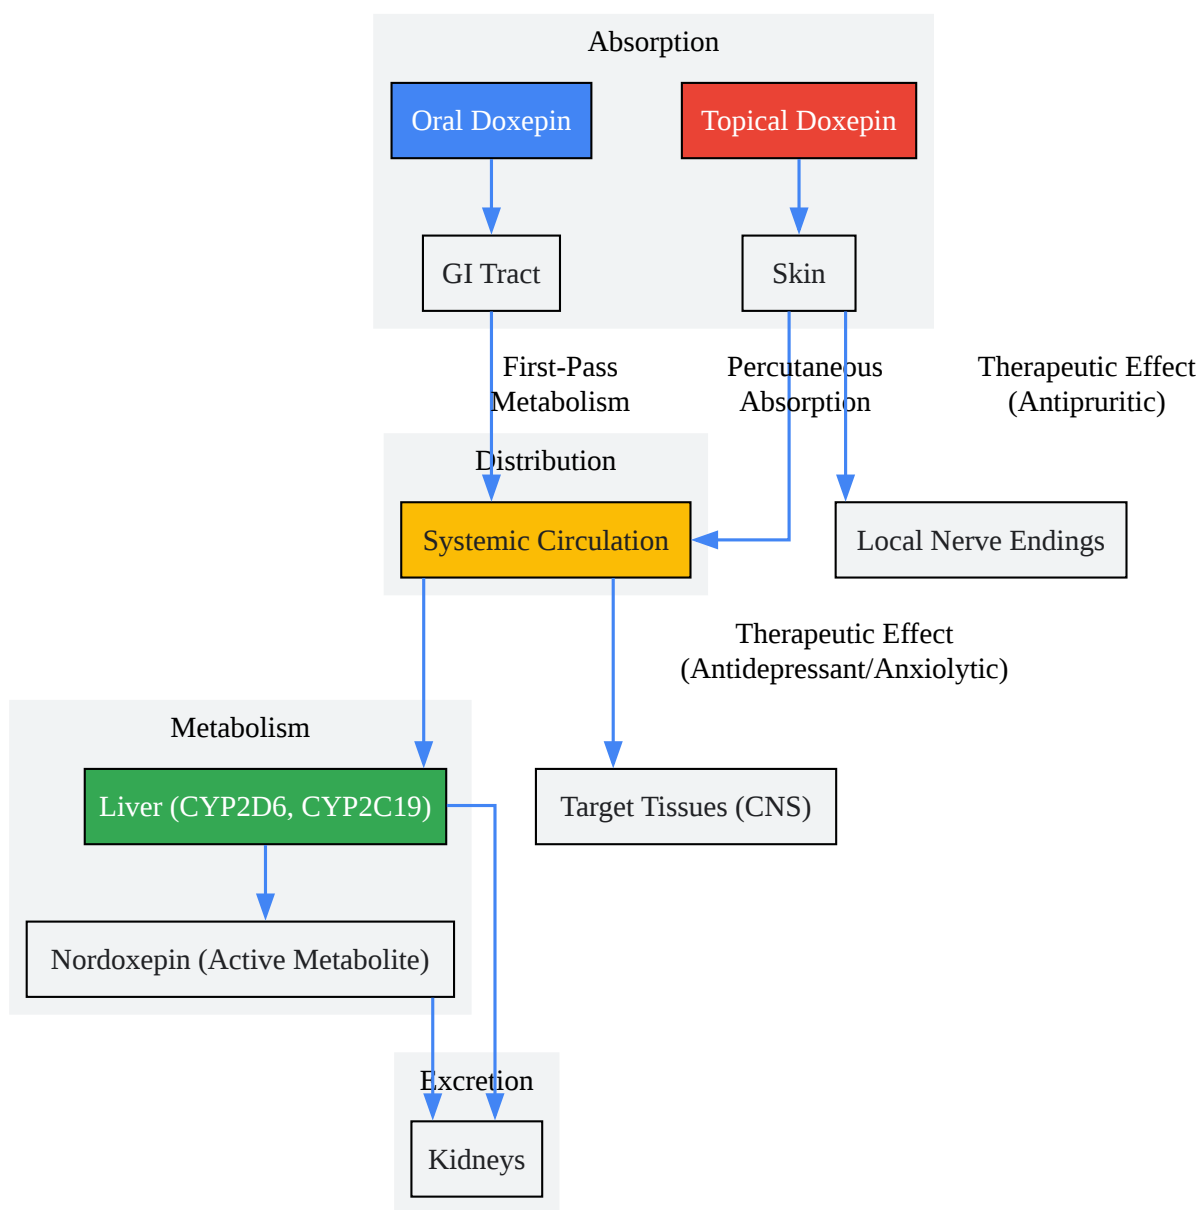 Absorption
Oral Doxepin
Topical Doxepin
GI Tract
Skin
First-Pass
Metabolism
Percutaneous
Absorption
Therapeutic Effect
(Antipruritic)
Distribution
Systemic Circulation
Local Nerve Endings
Therapeutic Effect
(Antidepressant/Anxiolytic)
Metabolism
Liver (CYP2D6, CYP2C19)
Target Tissues (CNS)
Nordoxepin (Active Metabolite)
Excretion
Kidneys